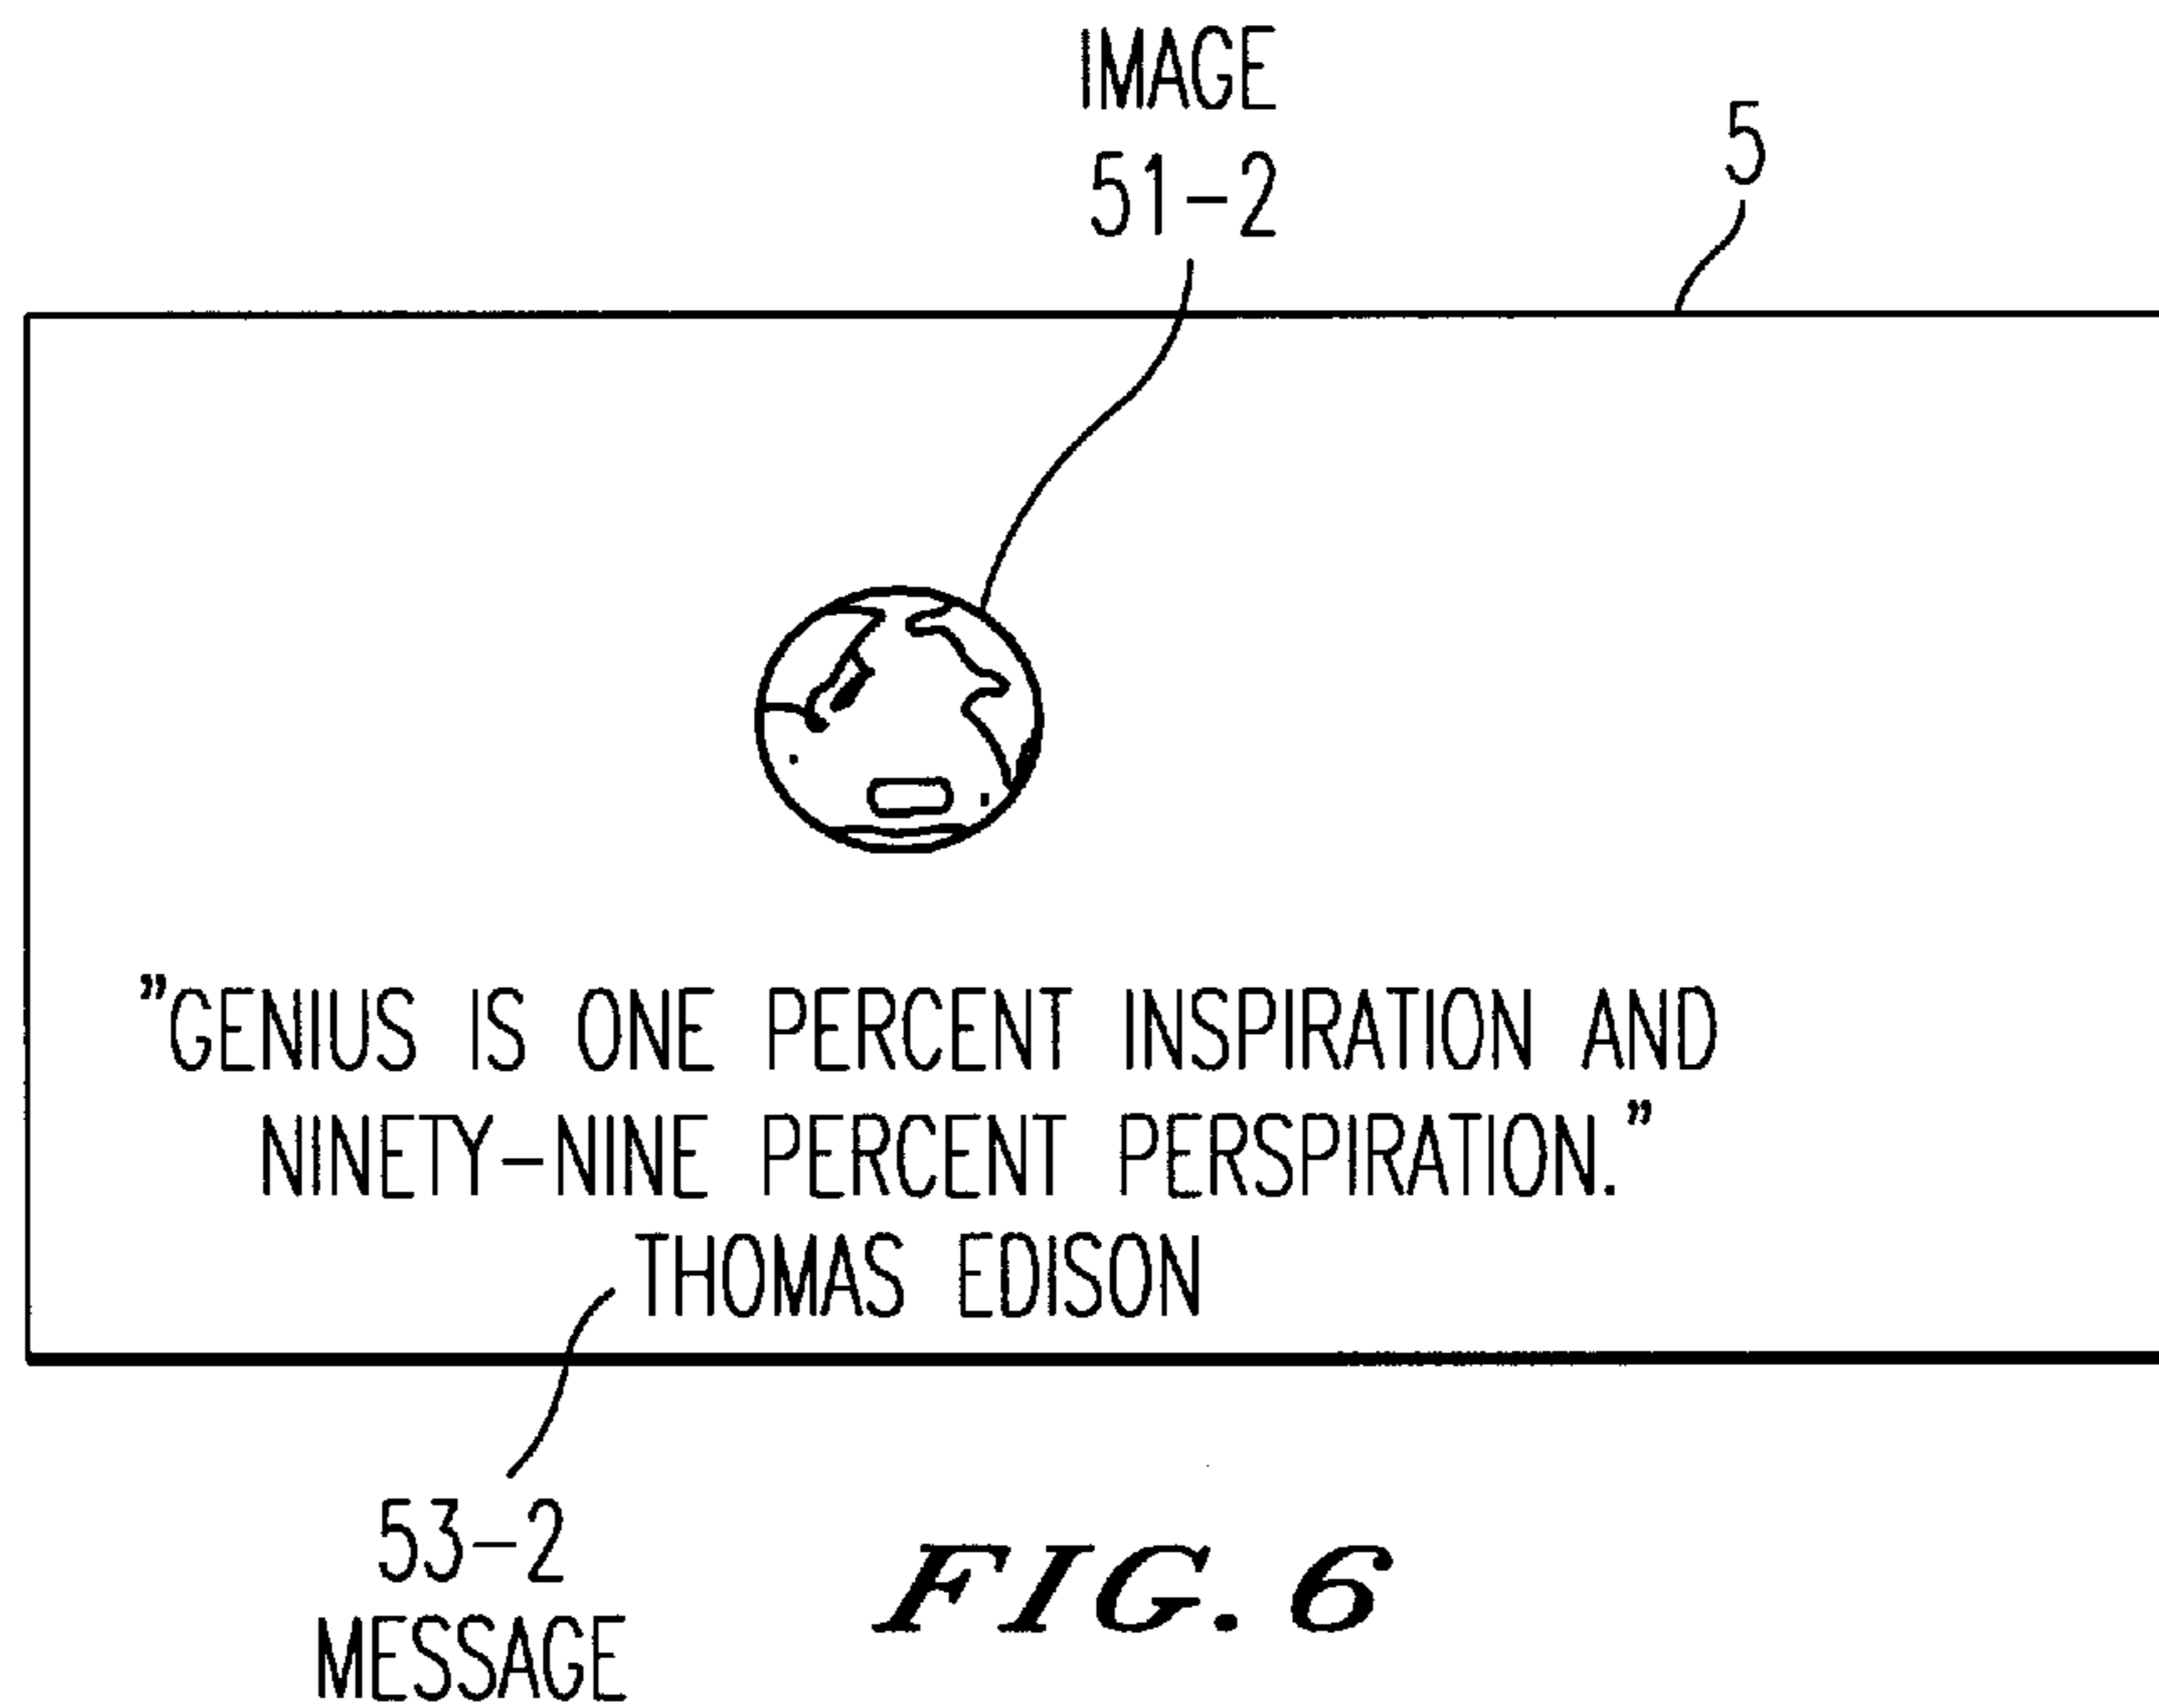 IMAGE
51-2
5
"GENIUS IS ONE PERCENT INSPIRATION AND
NINETY-NINE PERCENT PERSPIRATION."
THOMAS EDISON
53-2
MESSAGE
FIG. 6